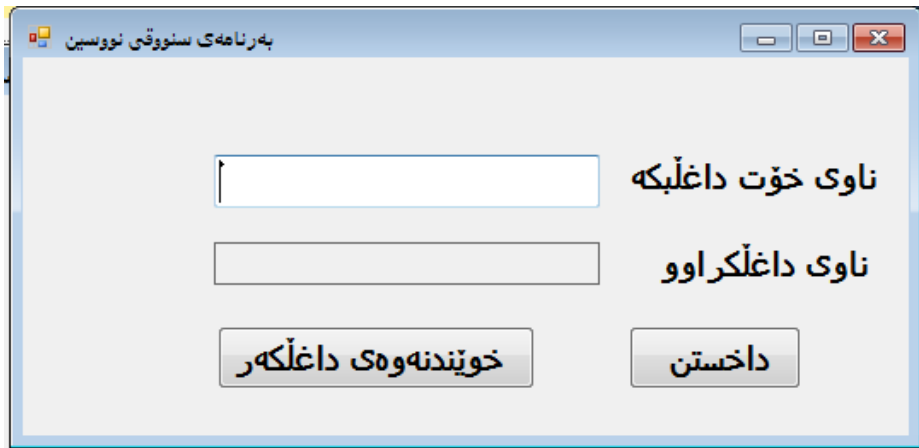 بەرنامەی سنووقی نووسین
ناوی خۆت داغڵبکە
ناوی داغڵکراوو
داخستن
خوێندنەوەی داغڵکەر